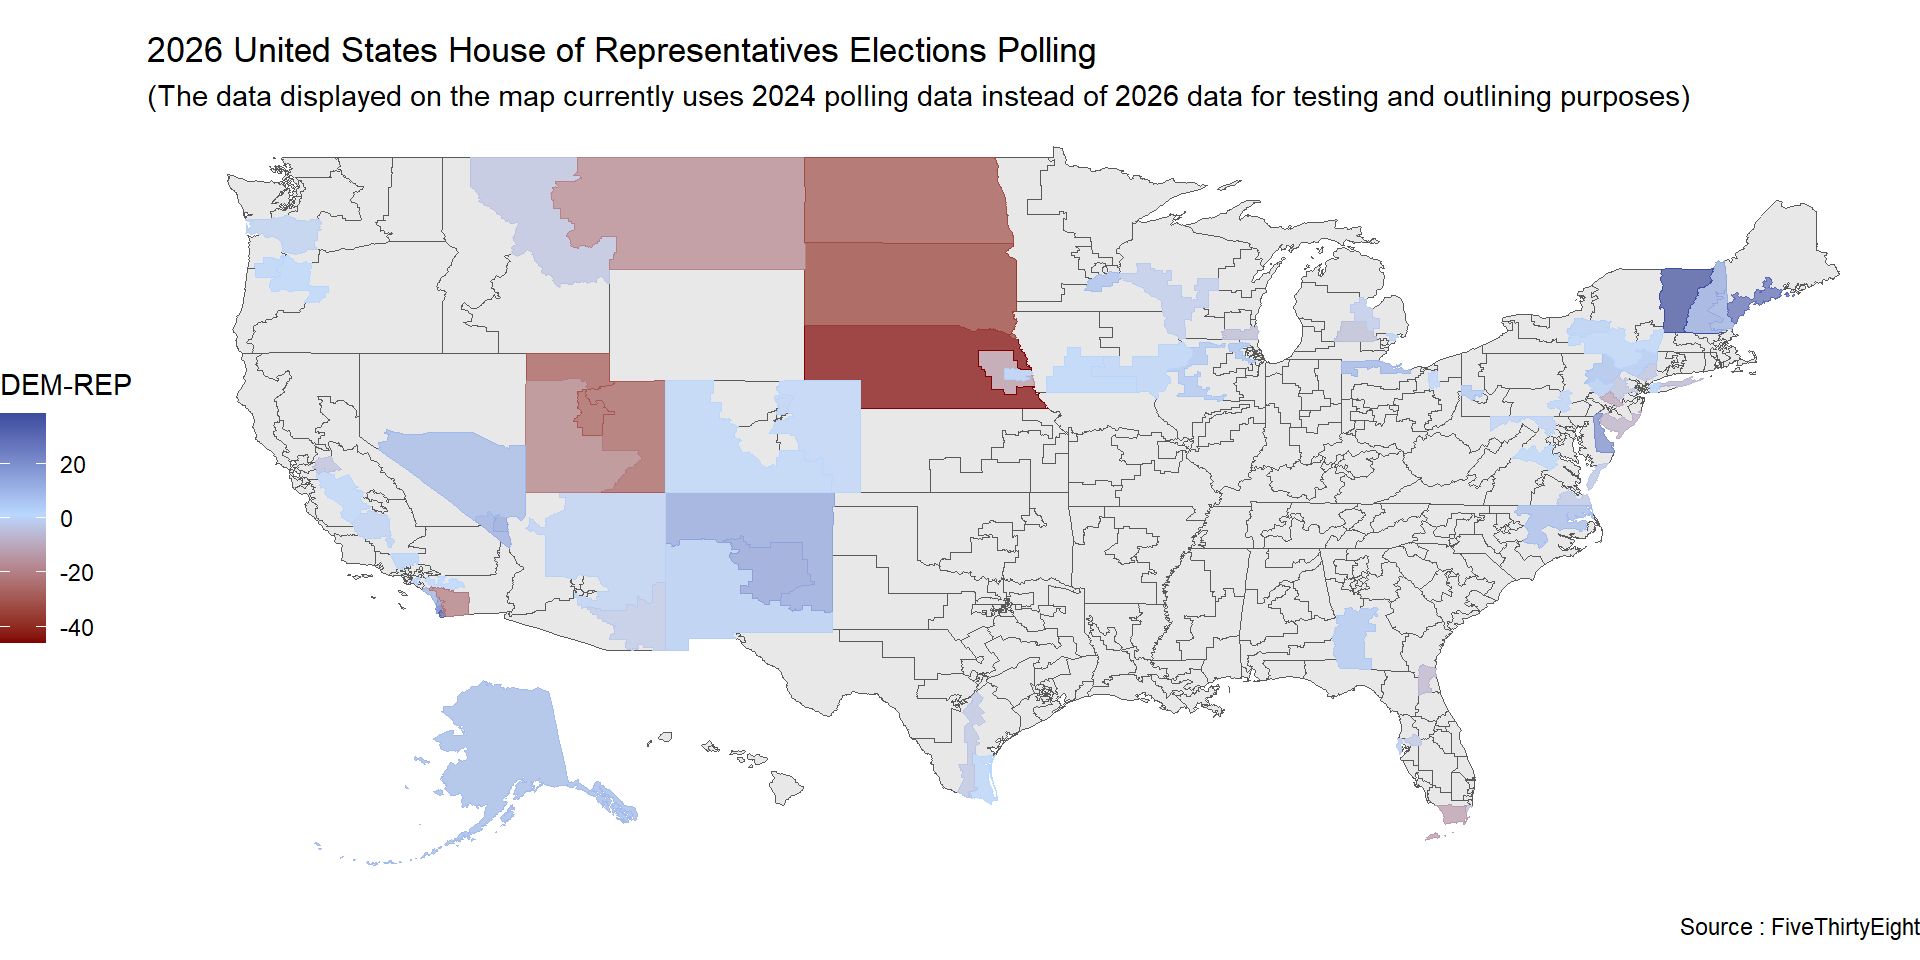 2026 United States House of Representatives Elections Polling
(The data displayed on the map currently uses 2024 polling data instead of 2026 data for testing and outlining purposes)
DEM-REP
20
0
-20
-40
Source : FiveThirtyEight